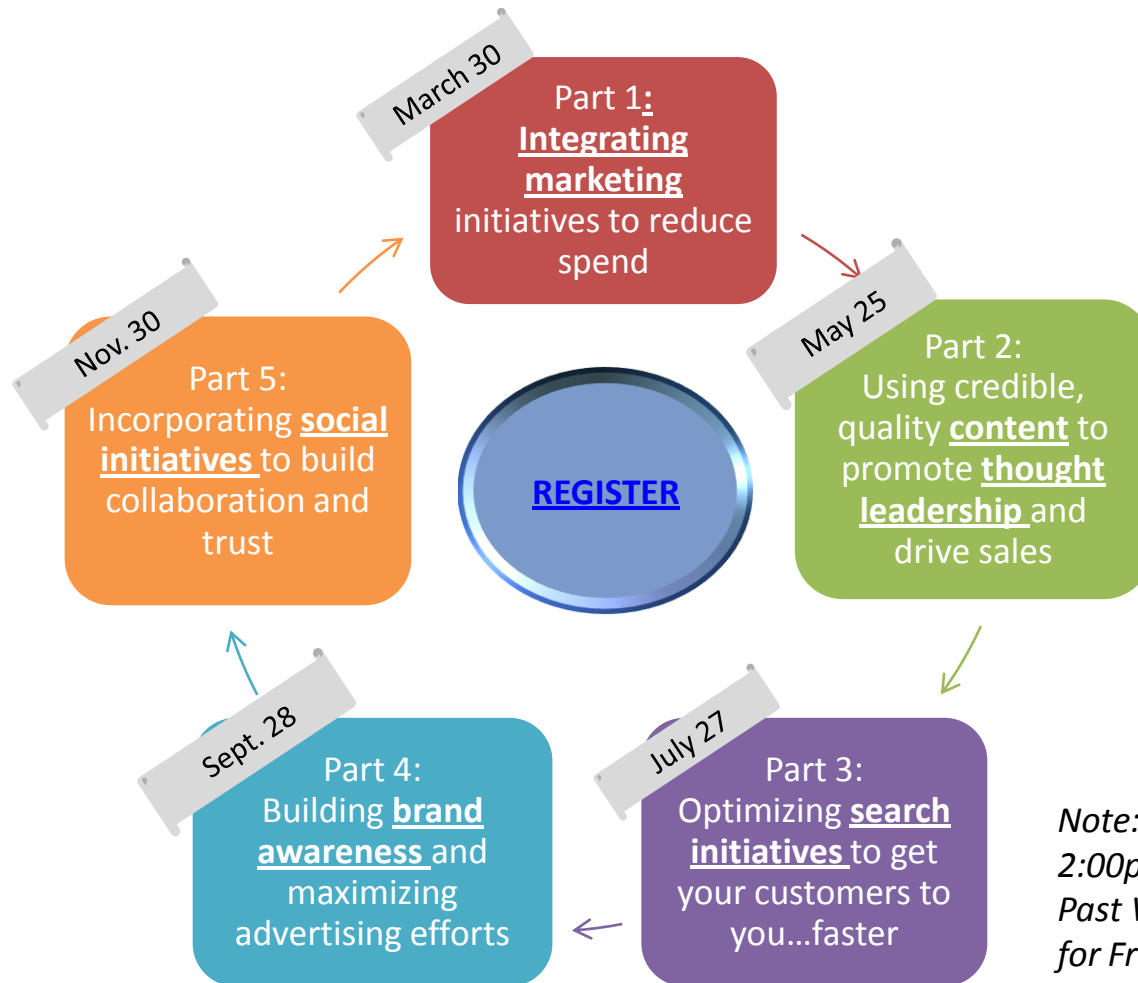 March 30
Part 1:
Integrating
marketing
initiatives to reduce
spend
May 25
Part 2:
Using credible,
quality content to
promote thought
leadership and
drive sales
July 27
Part 3:
Optimizing search
initiatives to get
your customers to
you...faster
Sept. 28
Part 4:
Building brand
awareness and
maximizing
advertising efforts
Nov. 30
Part 5:
Incorporating social
initiatives to build
collaboration and
trust
REGISTER
Note:
2:00p
Past
for